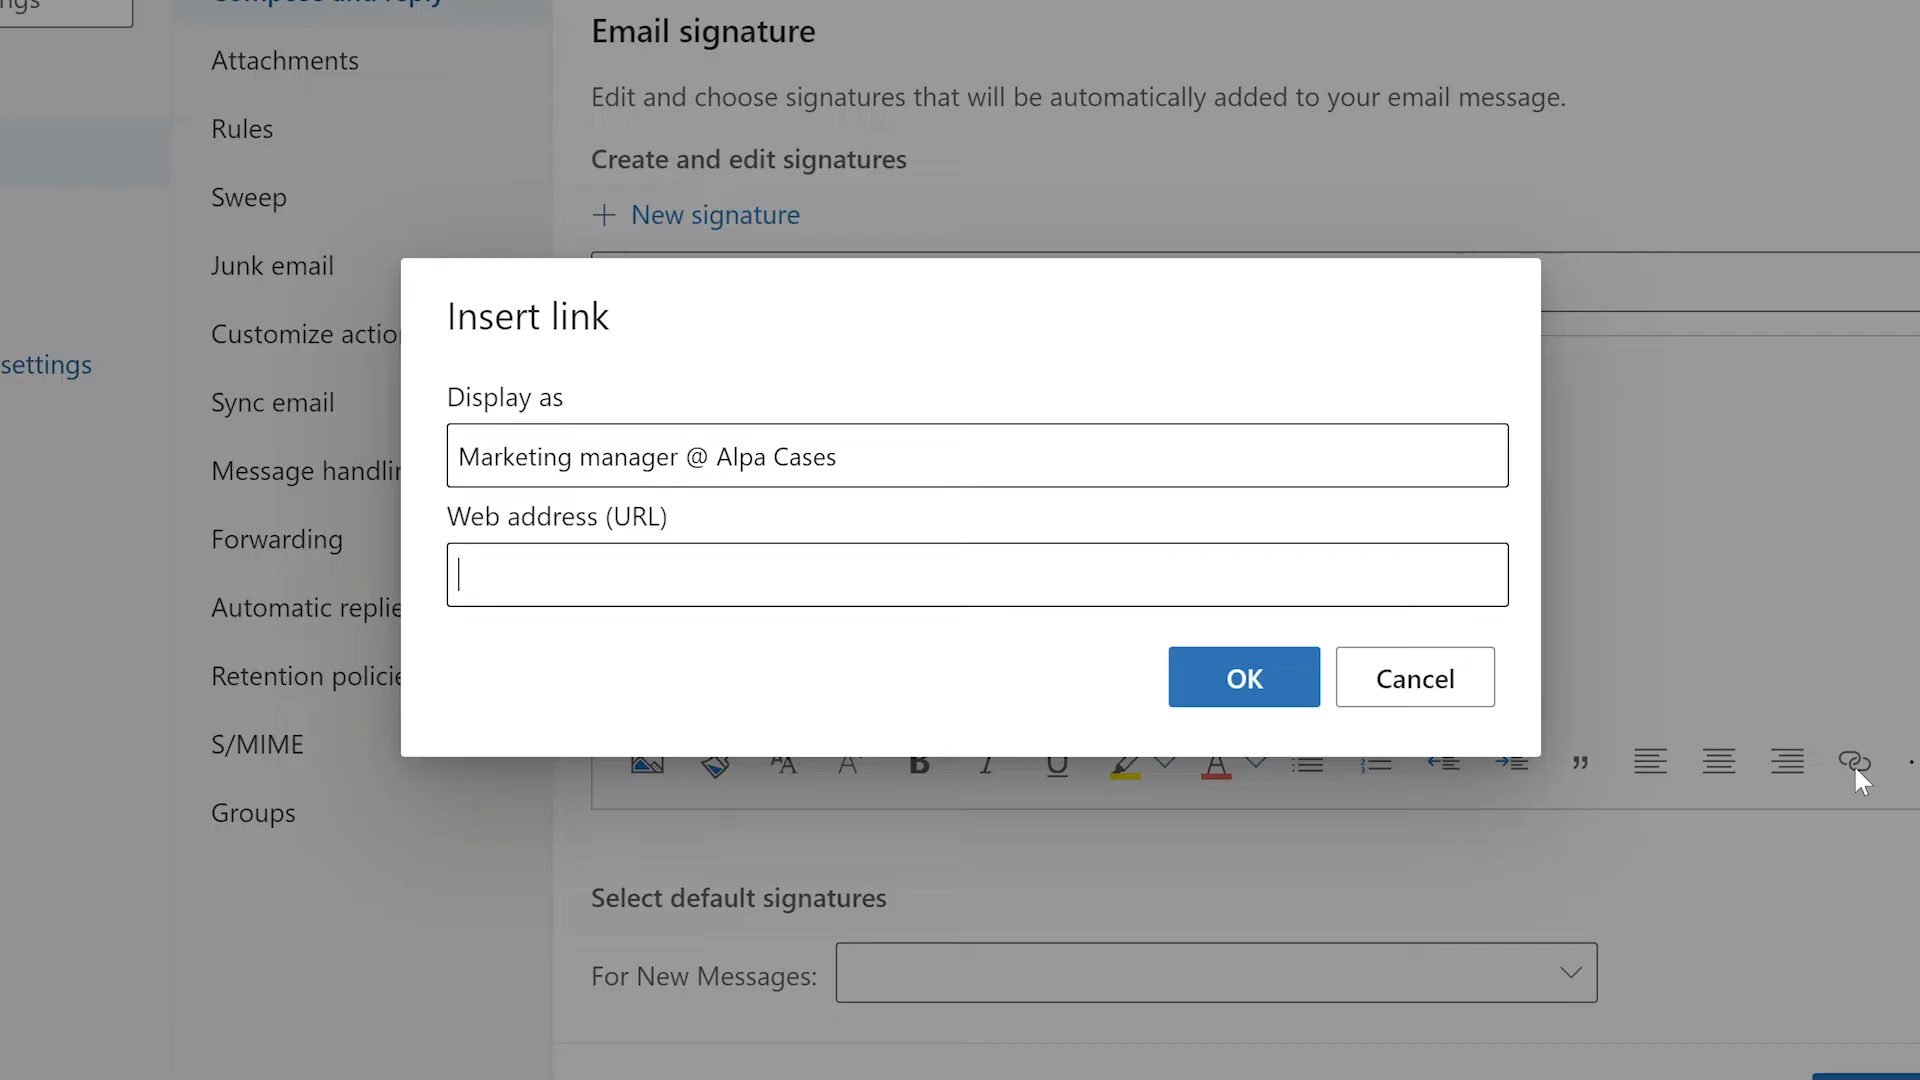 Attachments
Rules
Sweep
Junk email
Customize actio
settings
Sync email
Message handlin
Forwarding
Automatic replie
Retention policie
S/MIME
Groups
Email signature
Edit and choose signatures that will be automatically added to your email message.
Create and edit signatures
+ New signature
Insert link
Display as
Marketing manager @ Alpa Cases
Web address (URL)
OK
Cancel
Select default signatures
For New Messages: